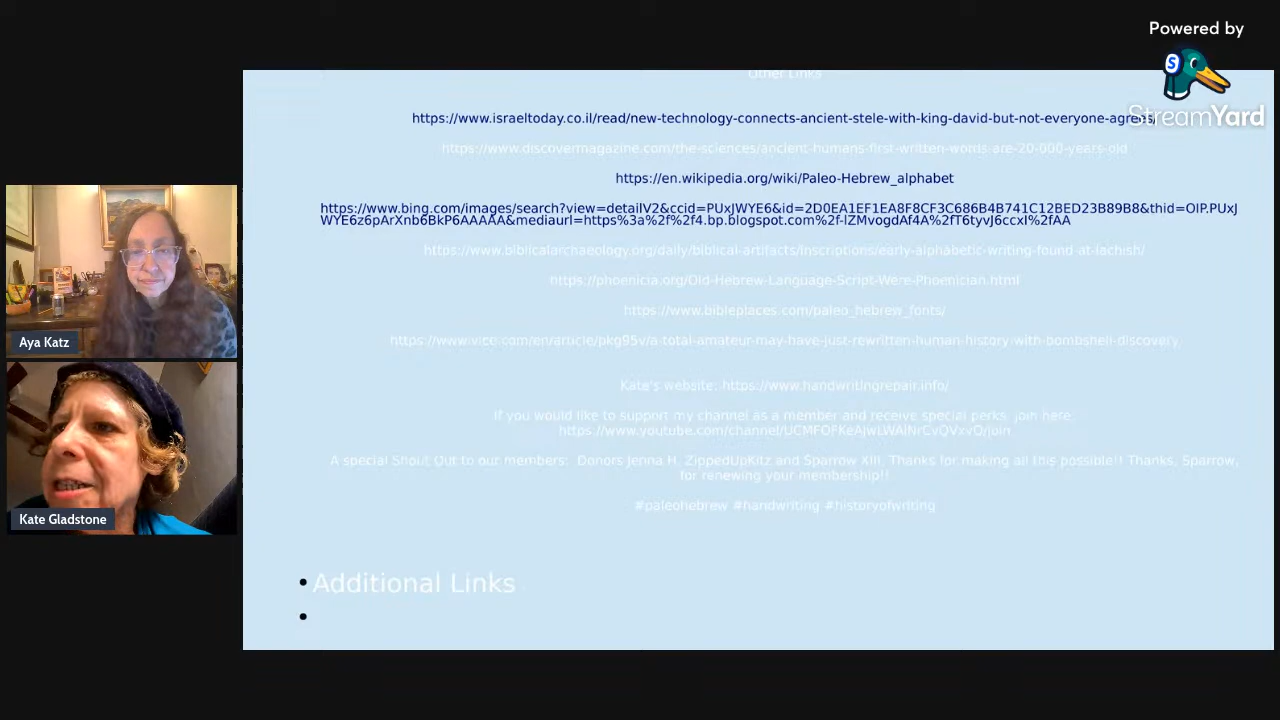 Powered by
StreamYard
Other Links
https://www.israeltoday.co.il/read/new-technology-connects-ancient-stele-with-king-david-but-not-everyone-agrees/
https://www.discovermagazine.com/the-sciences/ancient-humans-first-written-words-are-20-000-years-old
https://en.wikipedia.org/wiki/Paleo-Hebrew_alphabet
https://www.bing.com/images/search?view=detailV2&ccid=PUxJWYE6&id=2D0EA1EF1EA8F8CF3C686B4B741C12BED23B89B8&thid=OIP.PUxJ
WYE6z6pArXnb6BkP6AAAAA&mediaurl=https%3a%2f%2f4.bp.blogspot.com%2f-lZMvogdAf4A%2fT6tyvJ6ccxI%2fAA
https://www.biblicalarchaeology.org/daily/biblical-artifacts/inscriptions/early-alphabetic-writing-found-at-lachish/
https://phoenicia.org/Old-Hebrew-Language-Script-Were-Phoenician.html
https://www.bibleplaces.com/paleo_hebrew_fonts/
https://www.vice.com/en/article/pkg95v/a-total-amateur-may-have-just-rewritten-human-history-with-bombshell-discovery
Kate's website: https://www.handwritingrepair.info/
If you would like to support my channel as a member and receive special perks, join here:
A special Shout Out to our members: Donors Jenna H, ZippedUpKitz and Sparrow XIII. Thanks for making all this possible!! Thanks, Sparrow,
for renewing your membership!!
#paleohebrew #handwriting #historyofwriting
• Additional Links
•
Aya Katz
Kate Gladstone